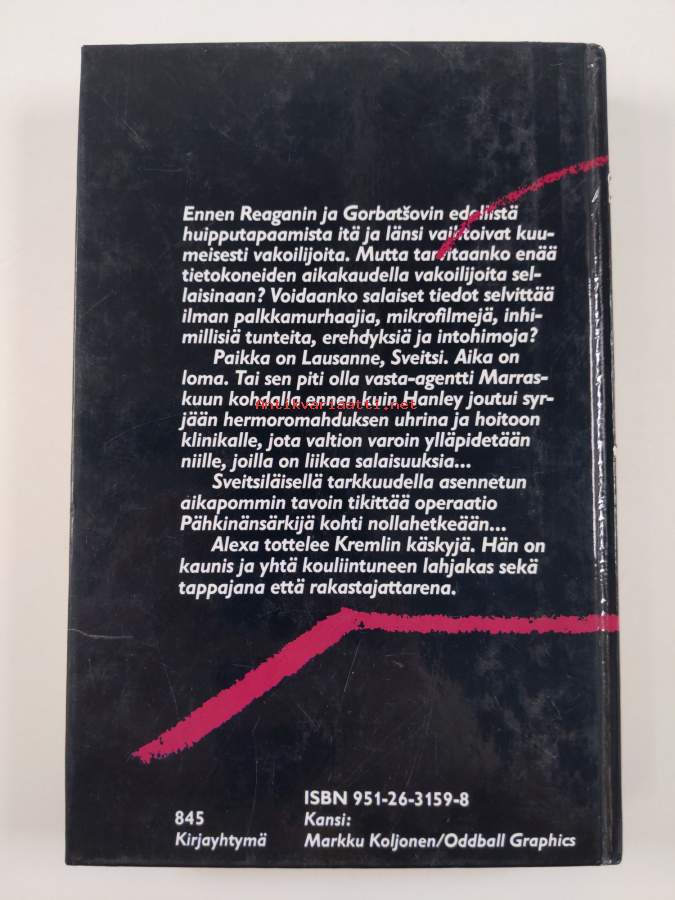 Ennen Reaganin ja Gorbatšovin edellistä
huipputapaamista itä ja länsi vaihtoivat kuu-
meisesti vakoilijoita. Mutta tarvitaanko enää
tietokoneiden aikakaudella vakoilijoita sel-
laisinaan? Voidaanko salaiset tiedot selvittää
ilman palkkamurhaajia, mikrofilmejä, inhi-
millisiä tunteita, erehdyksiä ja intohimoja?
Paikka on Lausanne, Sveitsi. Aika on
loma. Tai sen piti olla vasta-agentti Marras-
kuun kohdalla ennen kuin Hanley joutui syr-
Antikvariaatti.net
jään hermoromahduksen uhrina ja hoitoon
klinikalle, jota valtion varoin ylläpidetään
niille, joilla on liikaa salaisuuksia...
Sveitsiläisellä tarkkuudella asennetun
aikapommin tavoin tikittää operaatio
Pähkinänsärkijä kohti nollahetkeään...
Alexa tottelee Kremlin käskyjä. Hän on
kaunis ja yhtä kouliintuneen lahjakas sekä
tappajana että rakastajattarena.
ISBN 951-26-3159-8
845 Kansi:
Kirjayhtymä Markku Koljonen/Oddball Graphics